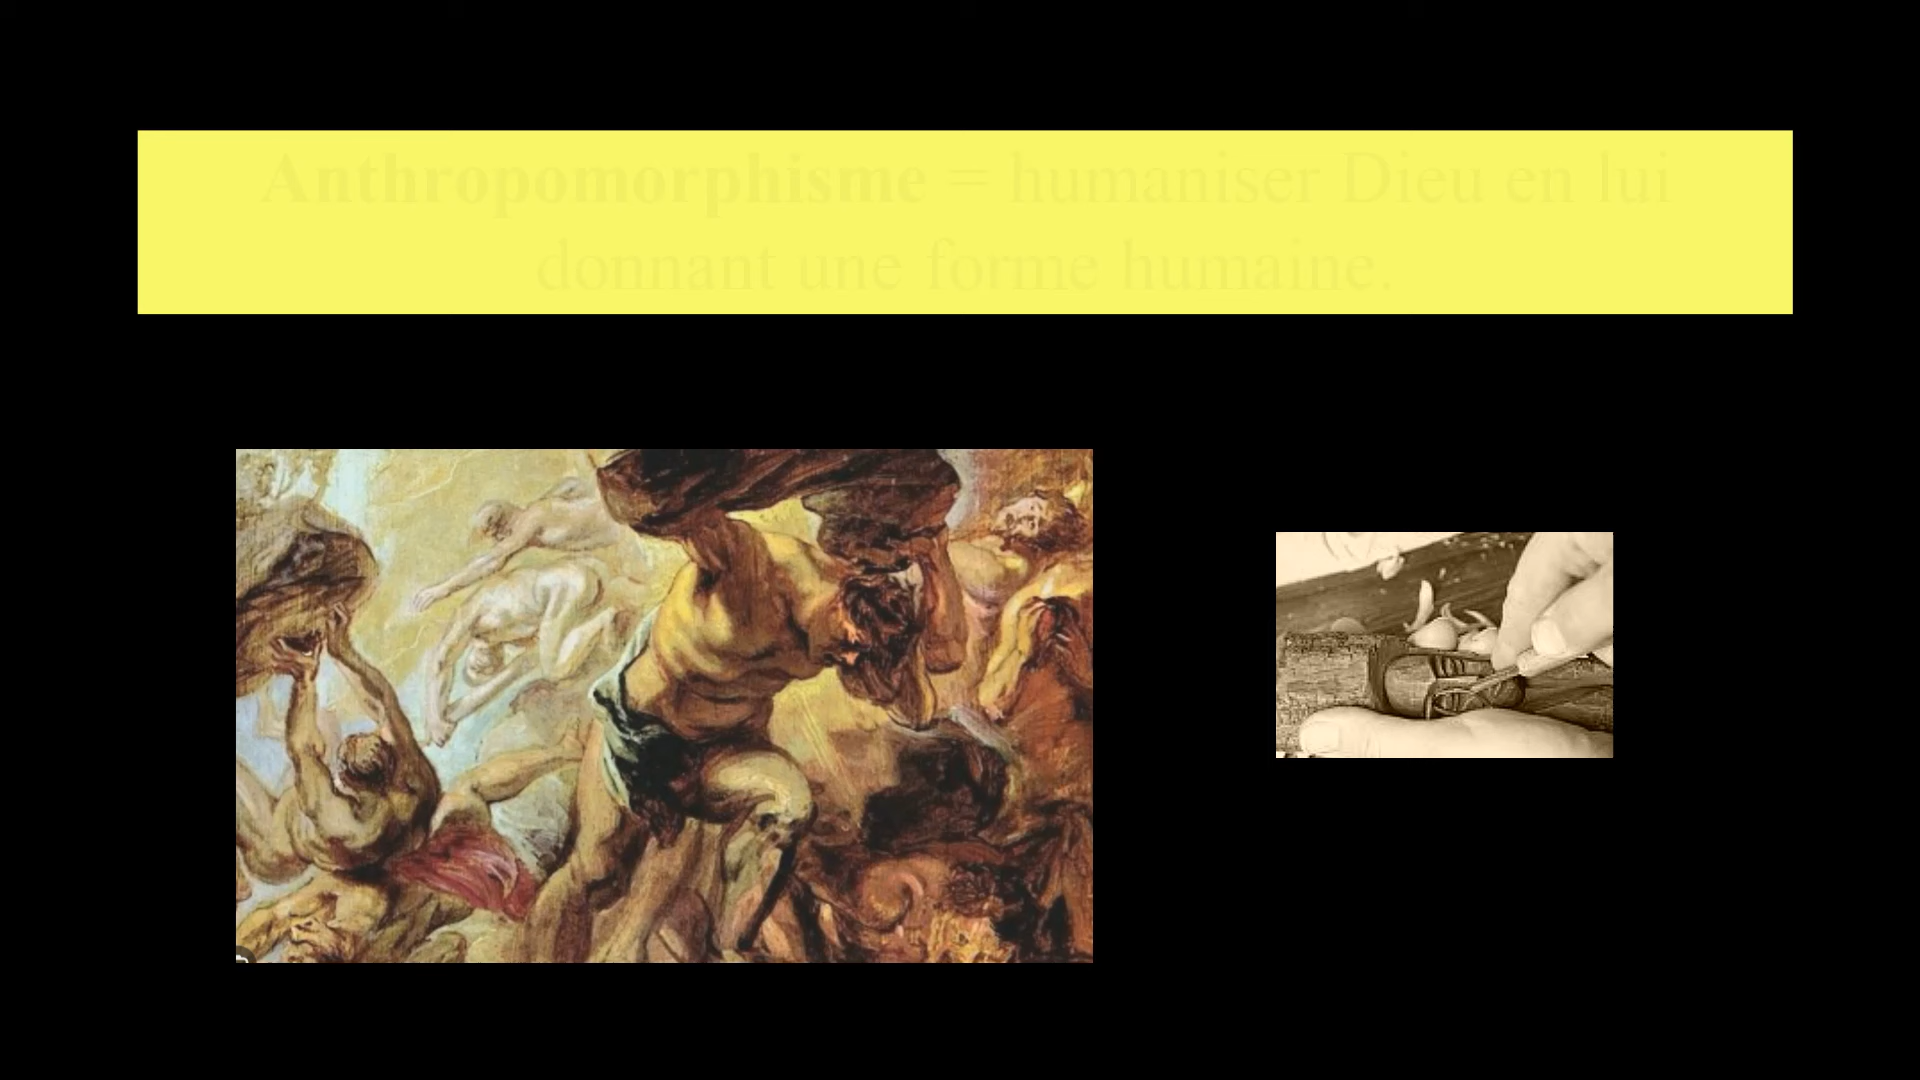 Anthropomorphisme = humaniser Dieu en lui
donnant une forme humaine.